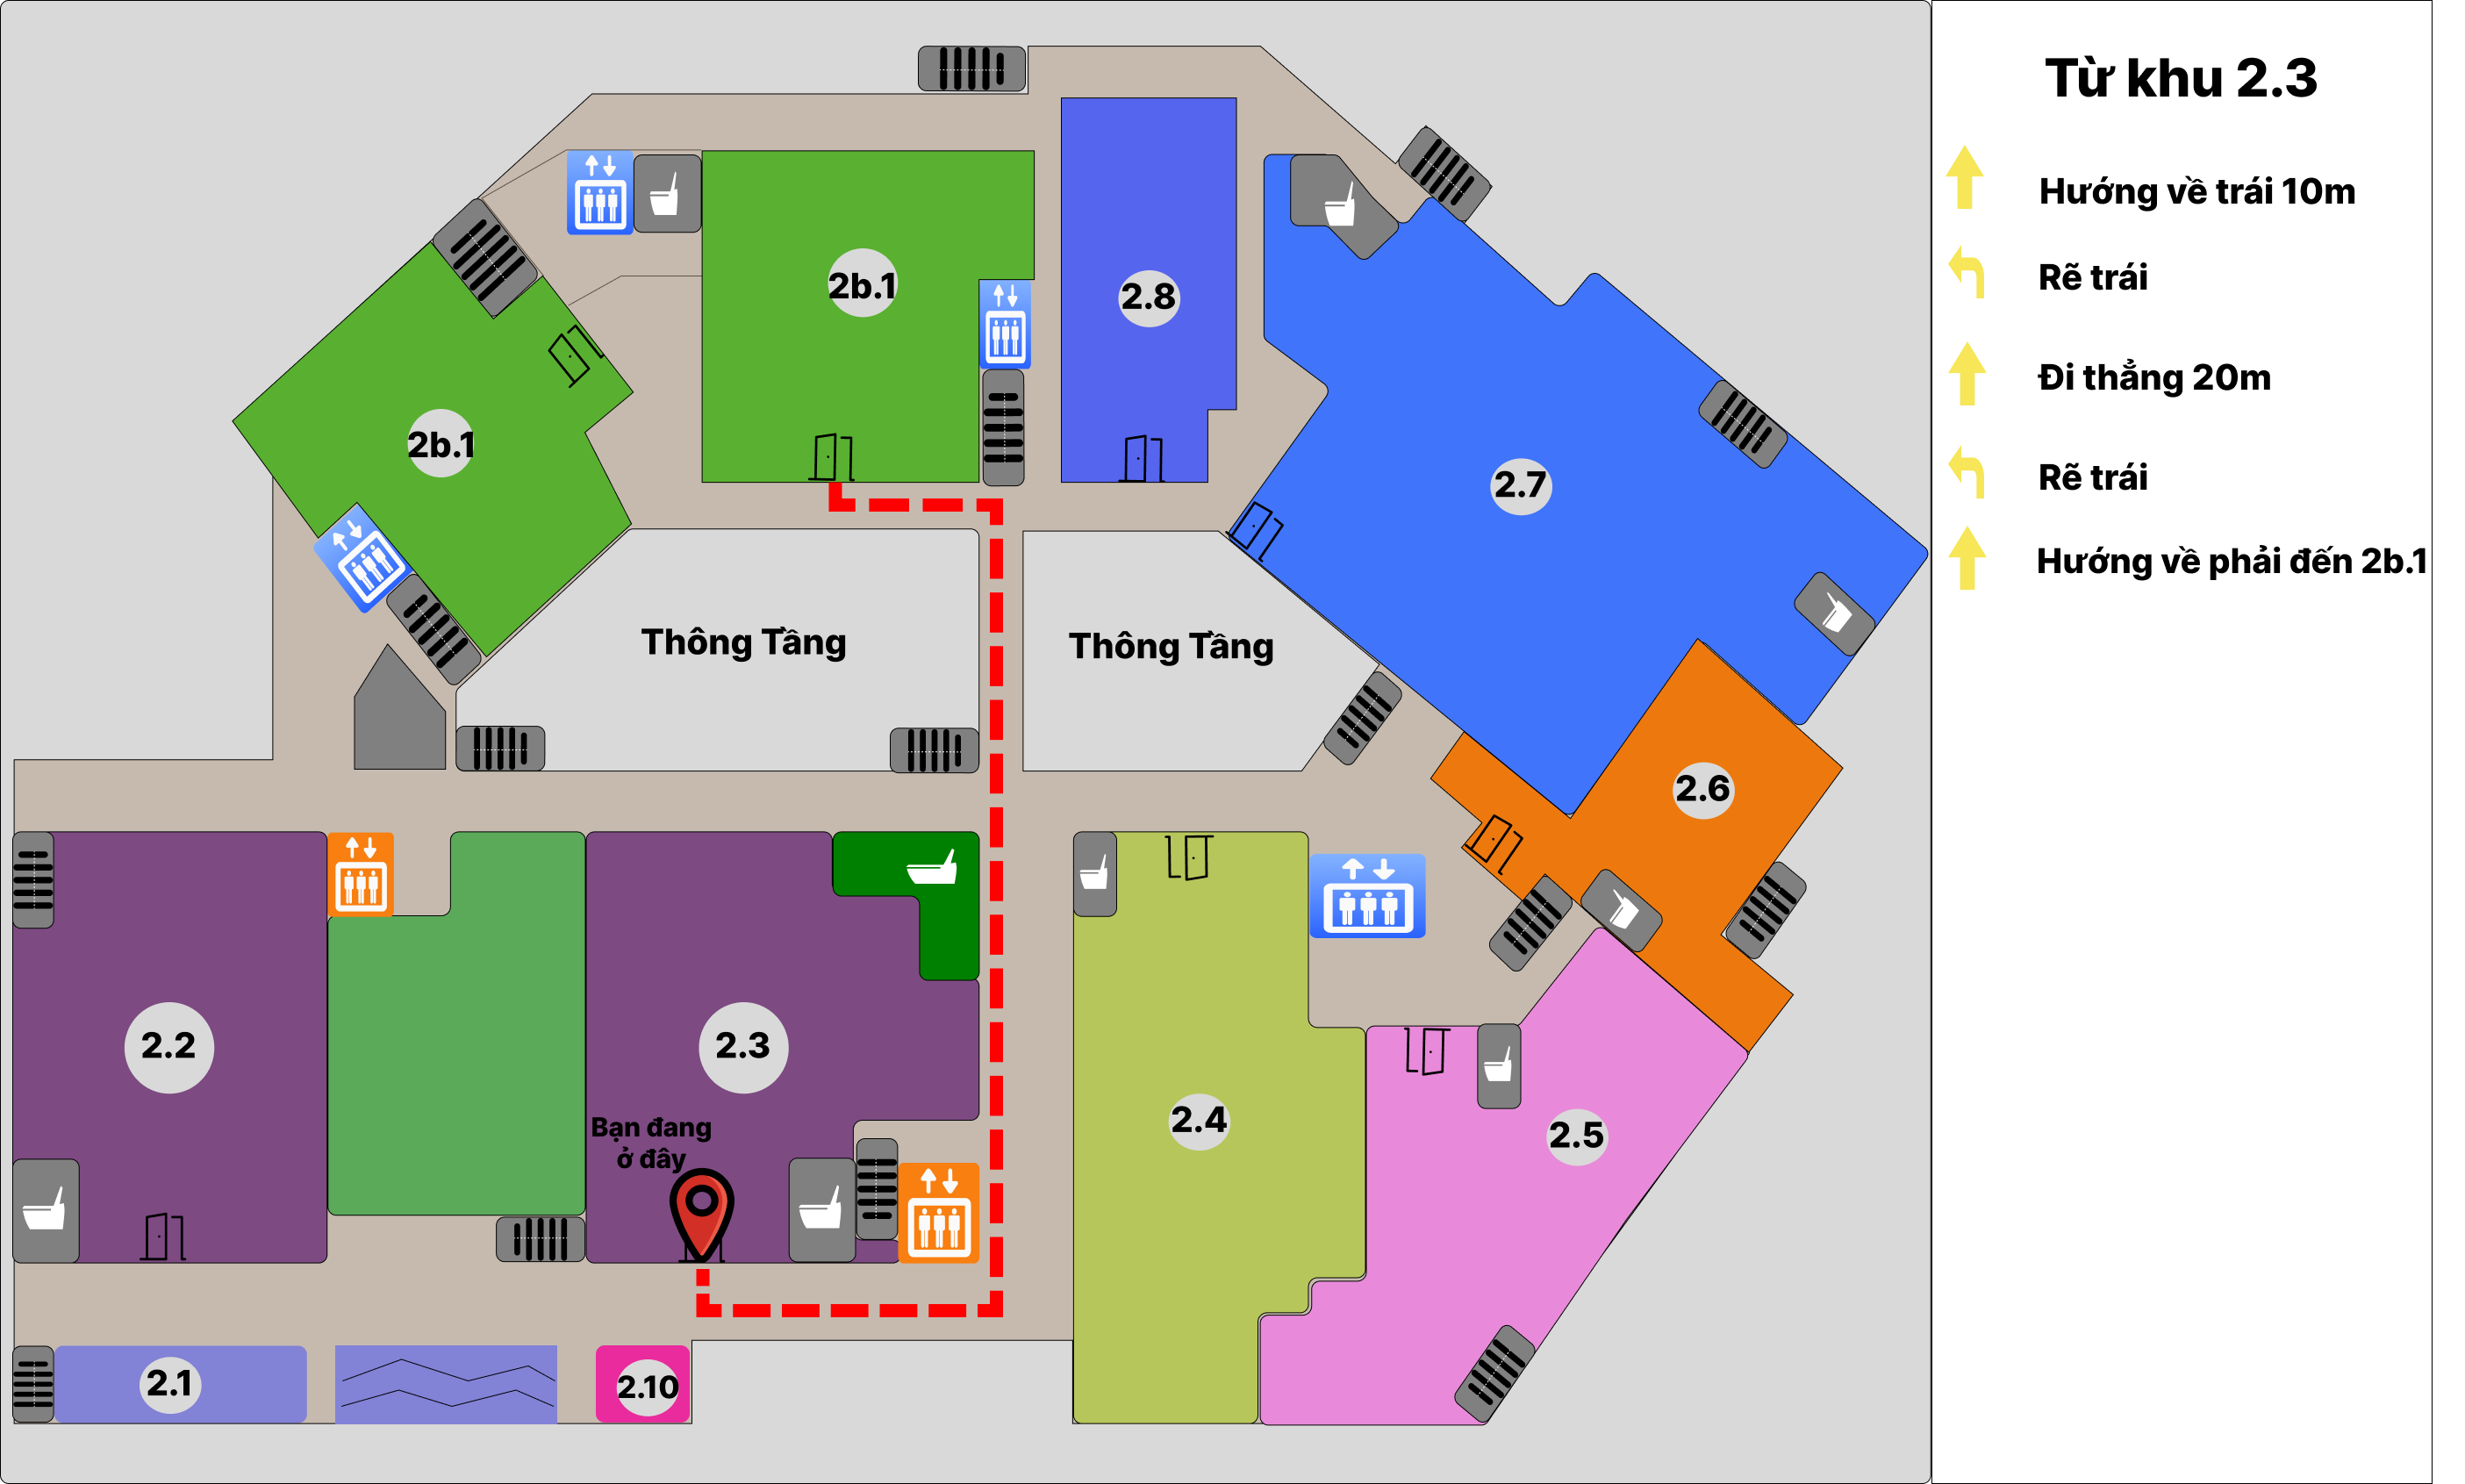 Từ khu 2.3
Hướng về trái 10m
Rẽ trái
Đi thẳng 20m
Rẽ trái
Hướng về phải đến 2b.1
2b.1
2.8
2b.1
2.7
Thông Tầng
Thông Tầng
2.6
2.2
2.3
2.4
2.5
Bạn đang
ở đây
2.1
2.10